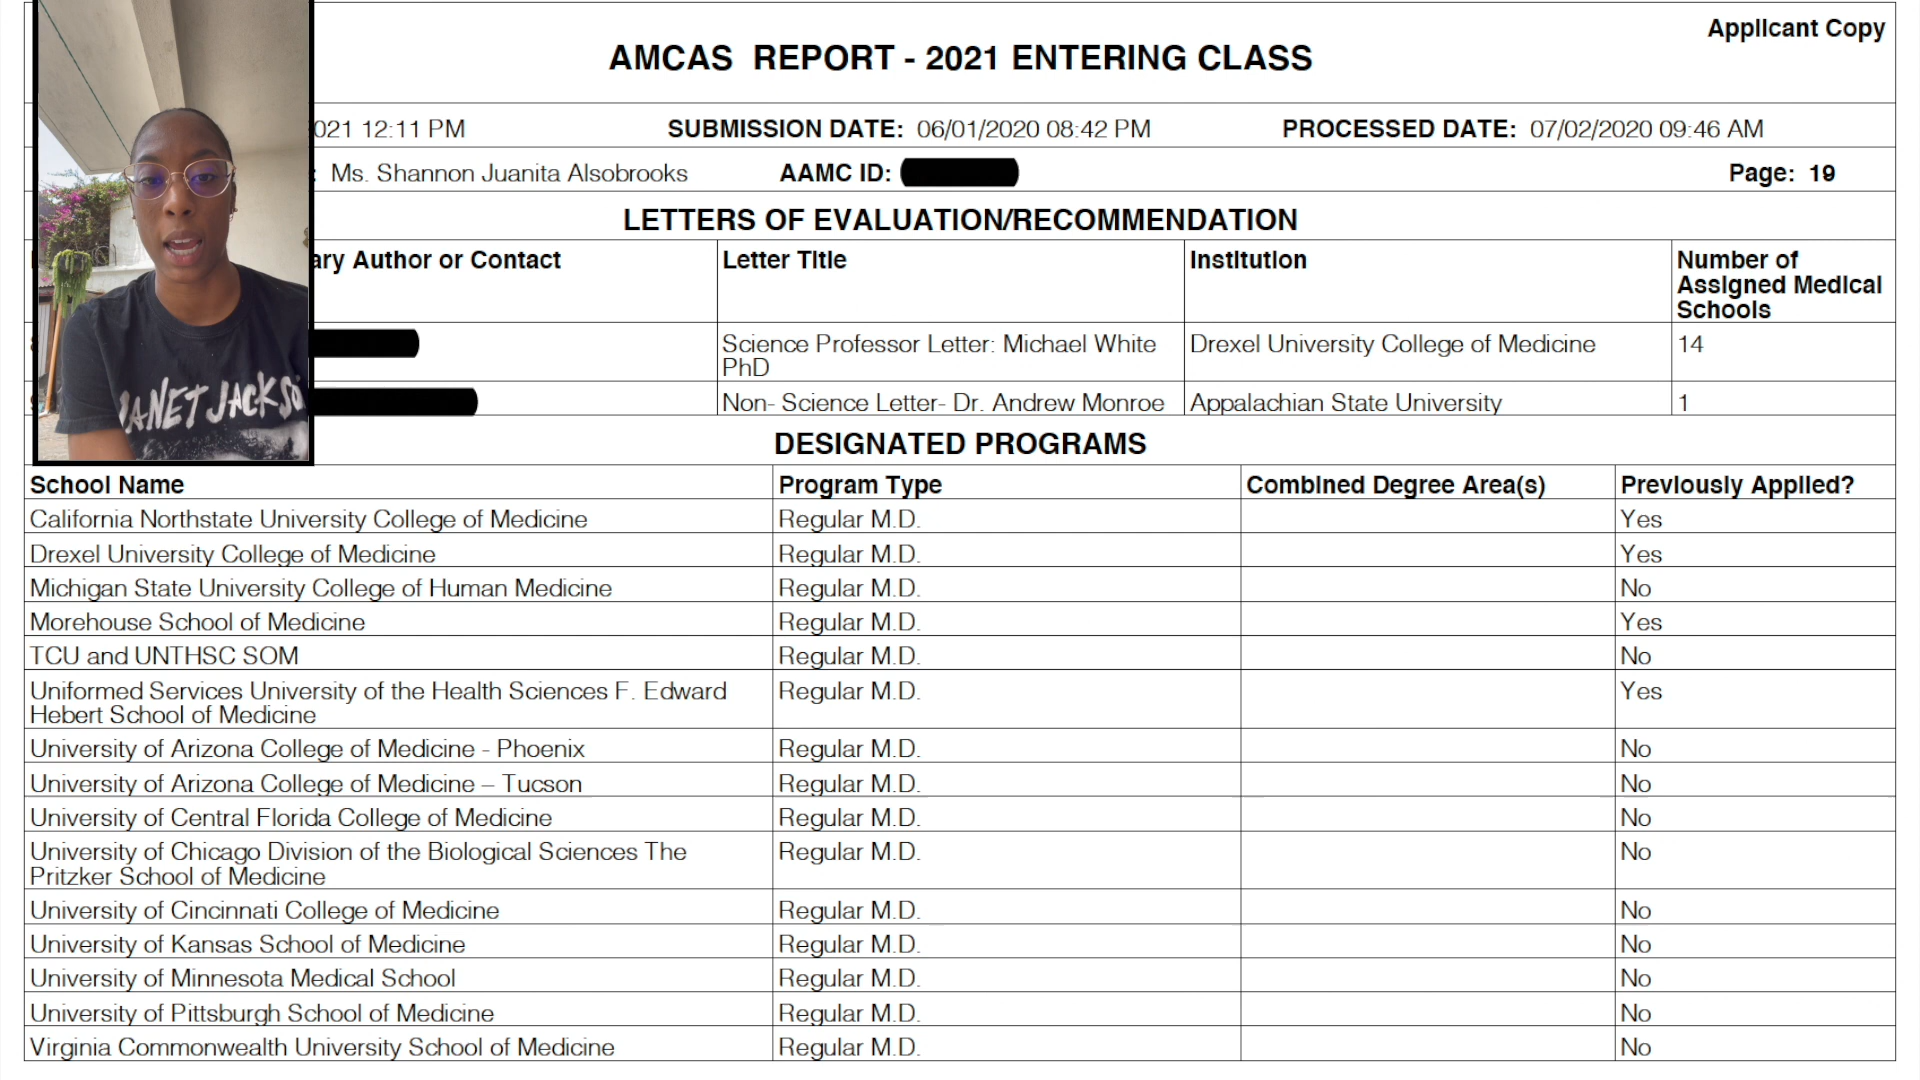 Applicant Copy
AMCAS REPORT - 2021 ENTERING CLASS
021 12:11 PM SUBMISSION DATE: 06/01/2020 08:42 PM PROCESSED DATE: 07/02/2020 09:46 AM
: Ms. Shannon Juanita Alsobrooks AAMC ID: Page: 19
LETTERS OF EVALUATION/RECOMMENDATION
ary Author or Contact Letter Title Institution Number of
Assigned Medical
Schools
Science Professor Letter: Michael White Drexel University College of Medicine 14
PhD
Non- Science Letter- Dr. Andrew Monroe Appalachian State University 1
JANET JACKSO
DESIGNATED PROGRAMS
School Name Program Type Combined Degree Area(s) Previously Applied?
California Northstate University College of Medicine Regular M.D. Yes
Drexel University College of Medicine Regular M.D. Yes
Michigan State University College of Human Medicine Regular M.D. No
Morehouse School of Medicine Regular M.D. Yes
TCU and UNTHSC SOM Regular M.D. No
Uniformed Services University of the Health Sciences F. Edward Regular M.D. Yes
Hebert School of Medicine
University of Arizona College of Medicine - Phoenix Regular M.D. No
University of Arizona College of Medicine – Tucson Regular M.D. No
University of Central Florida College of Medicine Regular M.D. No
University of Chicago Division of the Biological Sciences The Regular M.D. No
Pritzker School of Medicine
University of Cincinnati College of Medicine Regular M.D. No
University of Kansas School of Medicine Regular M.D. No
University of Minnesota Medical School Regular M.D. No
University of Pittsburgh School of Medicine Regular M.D. No
Virginia Commonwealth University School of Medicine Regular M.D. No